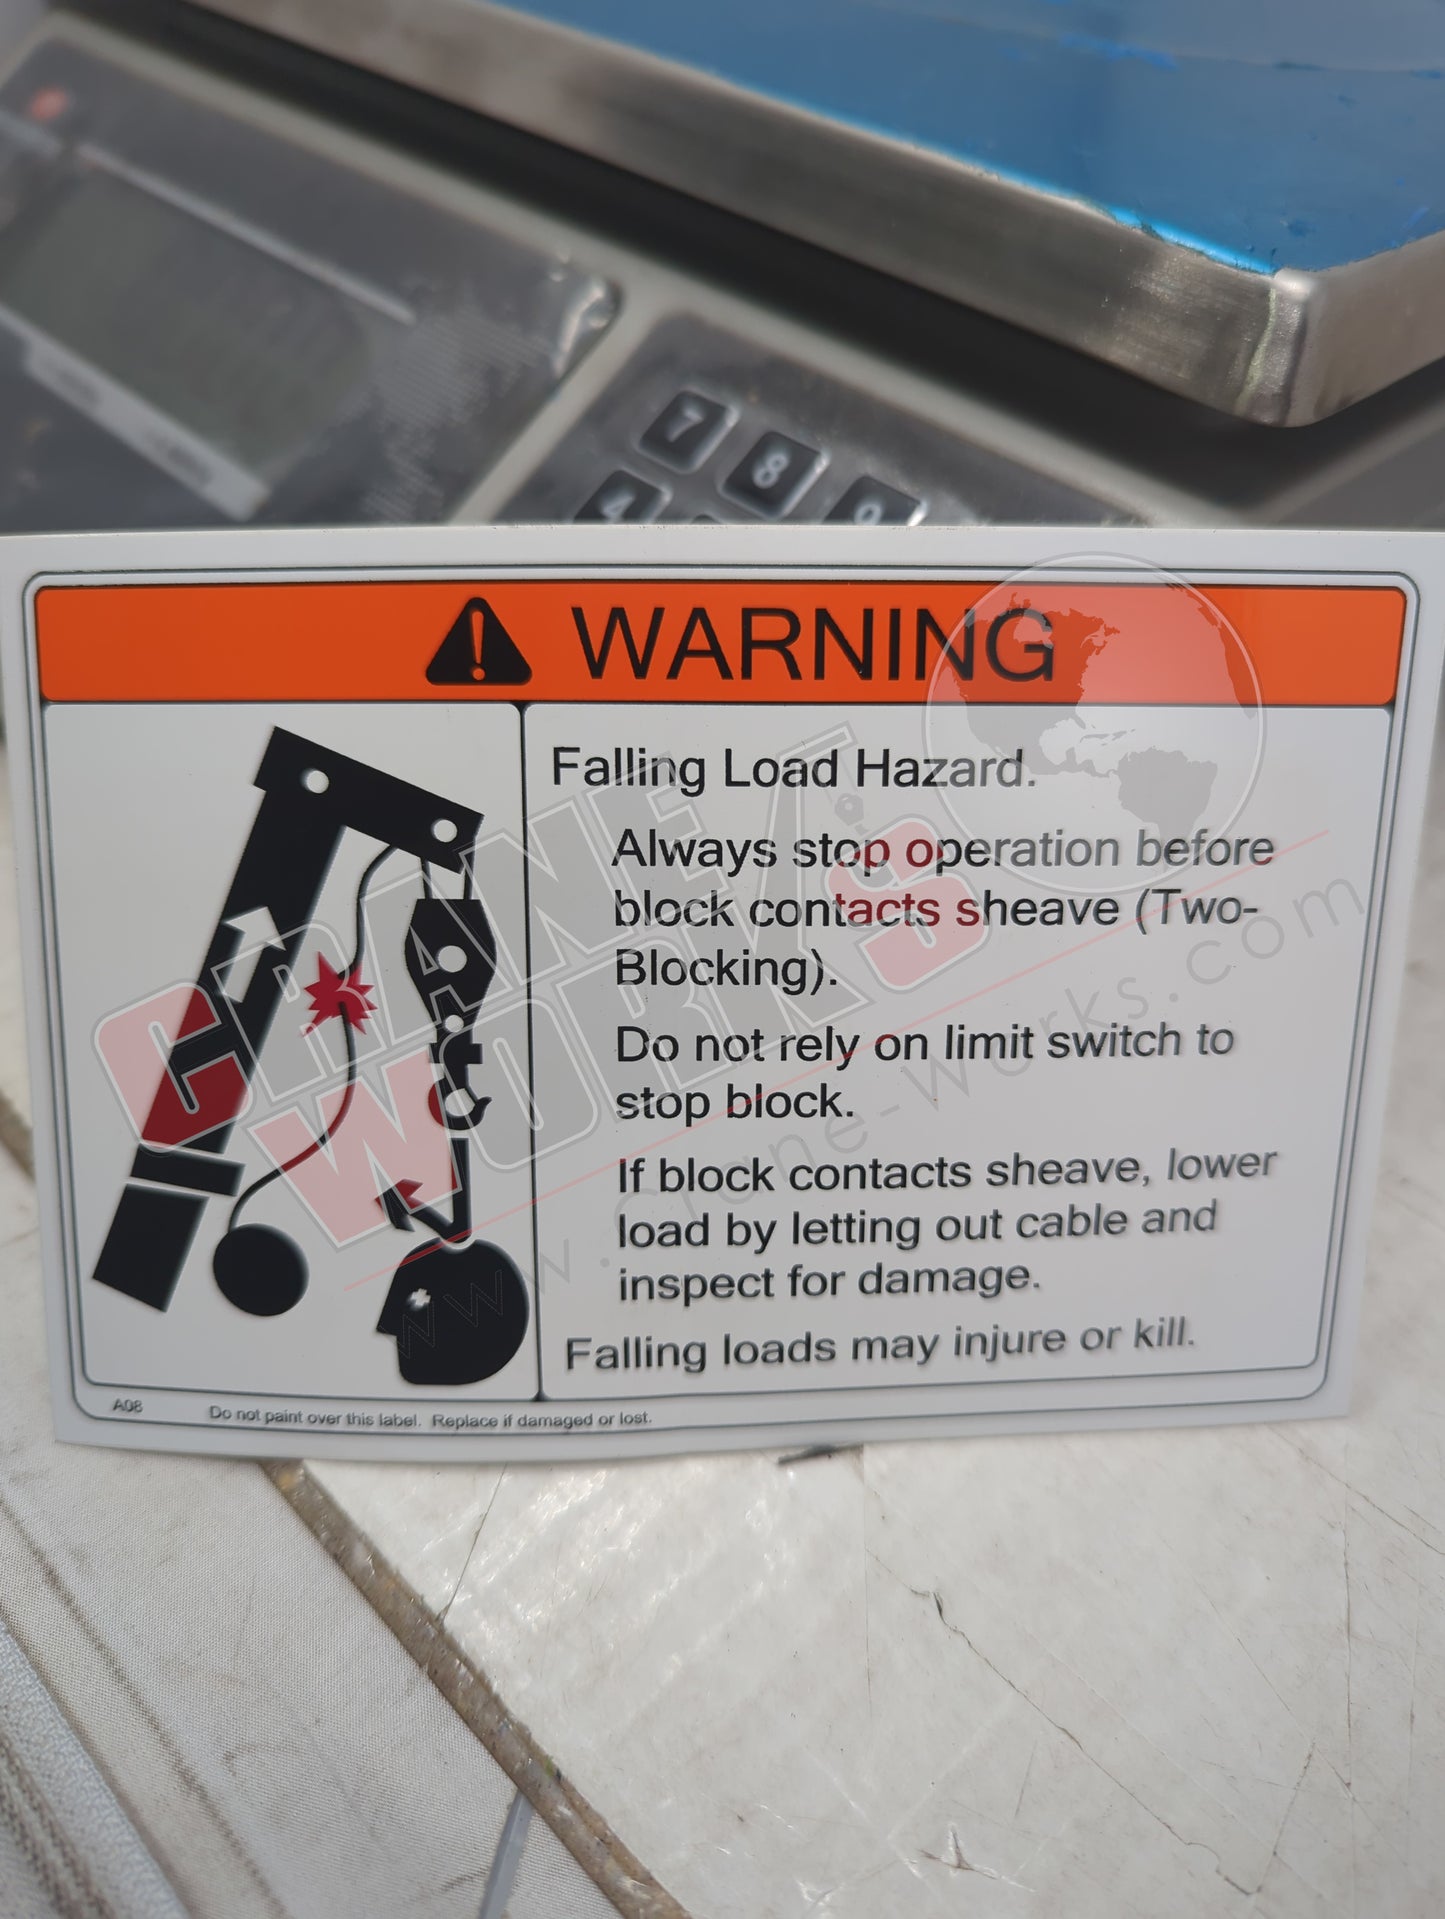 7
8
9
4
WARNING
Falling Load Hazard.
Always stop operation before
block contacts sheave (Two-
Blocking).
Do not rely on limit switch to
stop block.
If block contacts sheave, lower
load by letting out cable and
inspect for damage.
Falling loads may injure or kill.
A08 Do not paint over this label. Replace if damaged or lost.
CRANE
WORKS
www.crane-works.com